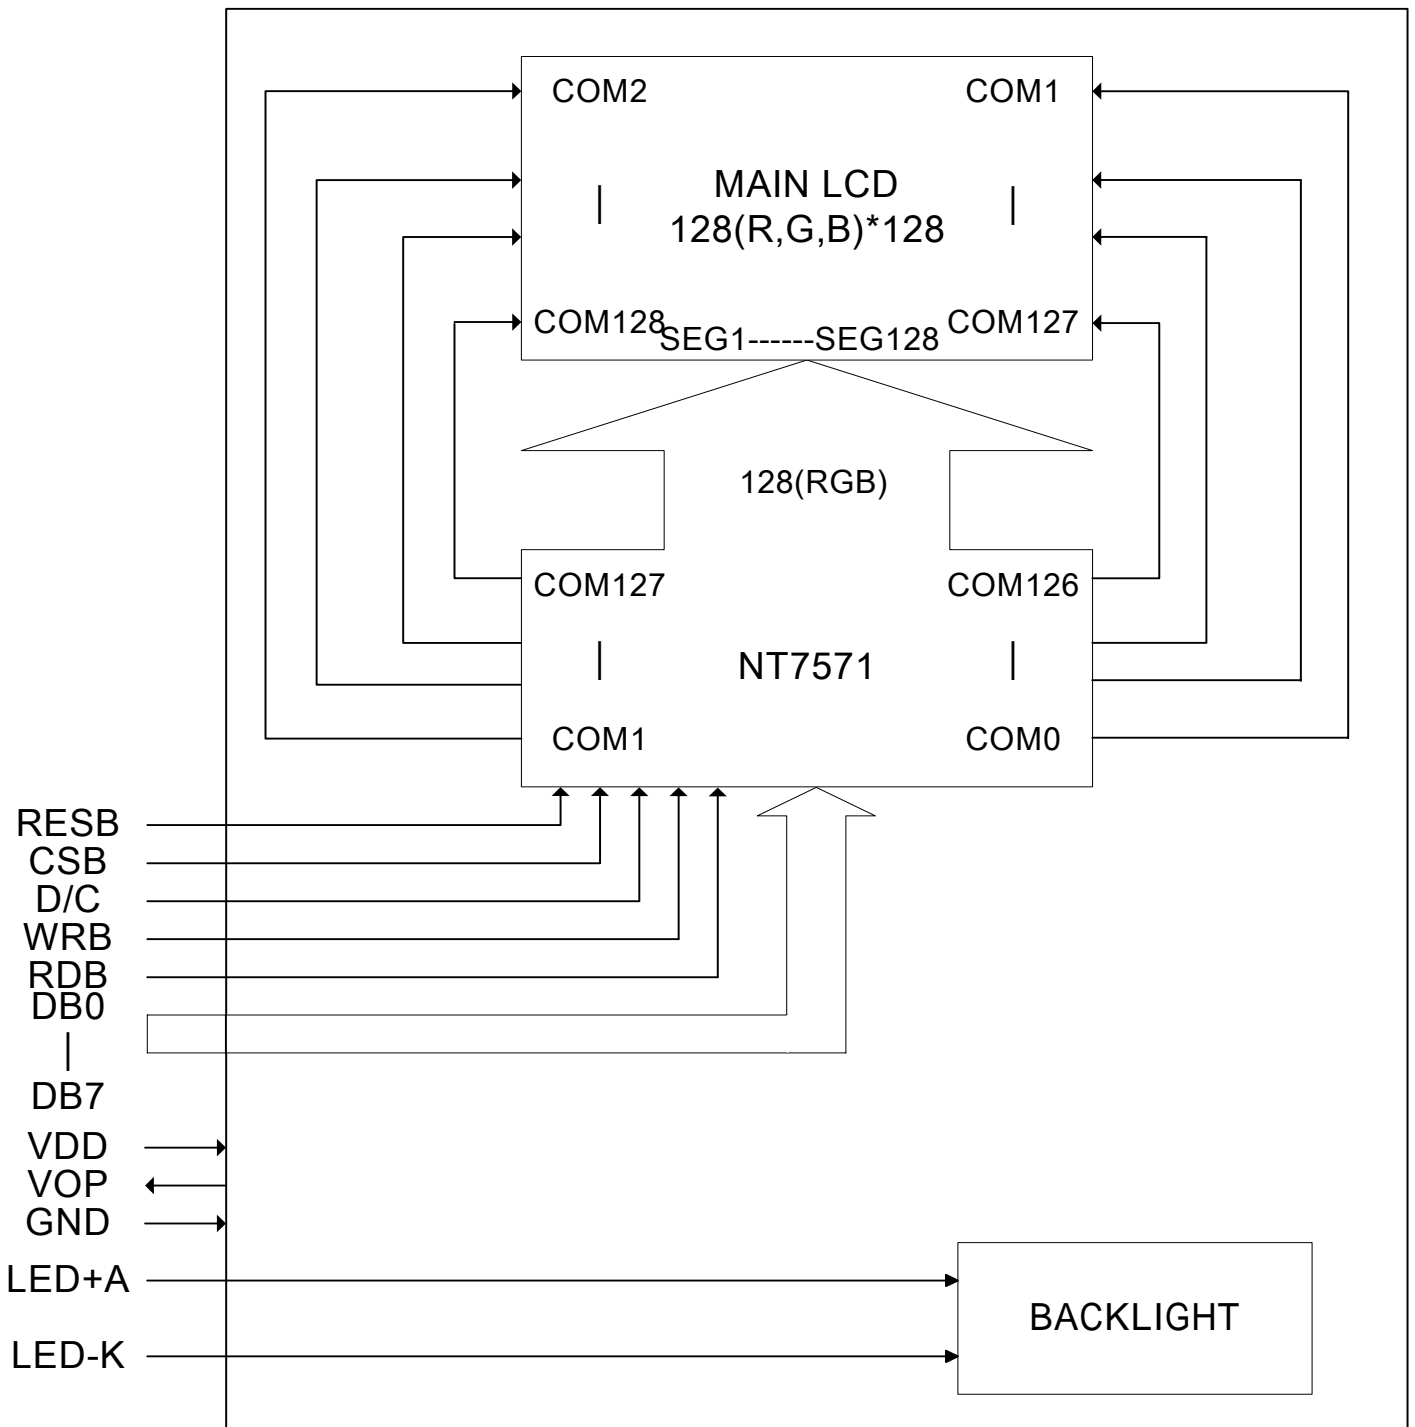 COM2 COM1
MAIN LCD
128(R,G,B)*128
COM128 COM127
SEG1------SEG128
128(RGB)
COM127 COM126
NT7571
COM1 COM0
RESB
CSB
D/C
WRB
RDB
DB0
DB7
VDD
VOP
GND
LED+A
LED-K
BACKLIGHT